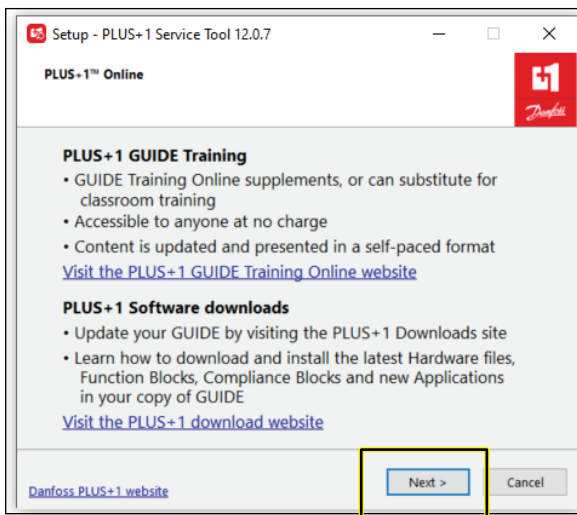 Setup - PLUS+1 Service Tool 12.0.7
PLUS+1™ Online
Danfoss
PLUS+1 GUIDE Training
• GUIDE Training Online supplements, or can substitute for
classroom training
• Accessible to anyone at no charge
• Content is updated and presented in a self-paced format
Visit the PLUS+1 GUIDE Training Online website
PLUS+1 Software downloads
• Update your GUIDE by visiting the PLUS+1 Downloads site
• Learn how to download and install the latest Hardware files,
Function Blocks, Compliance Blocks and new Applications
in your copy of GUIDE
Visit the PLUS+1 download website
Danfoss PLUS+1 website
Next >
Cancel